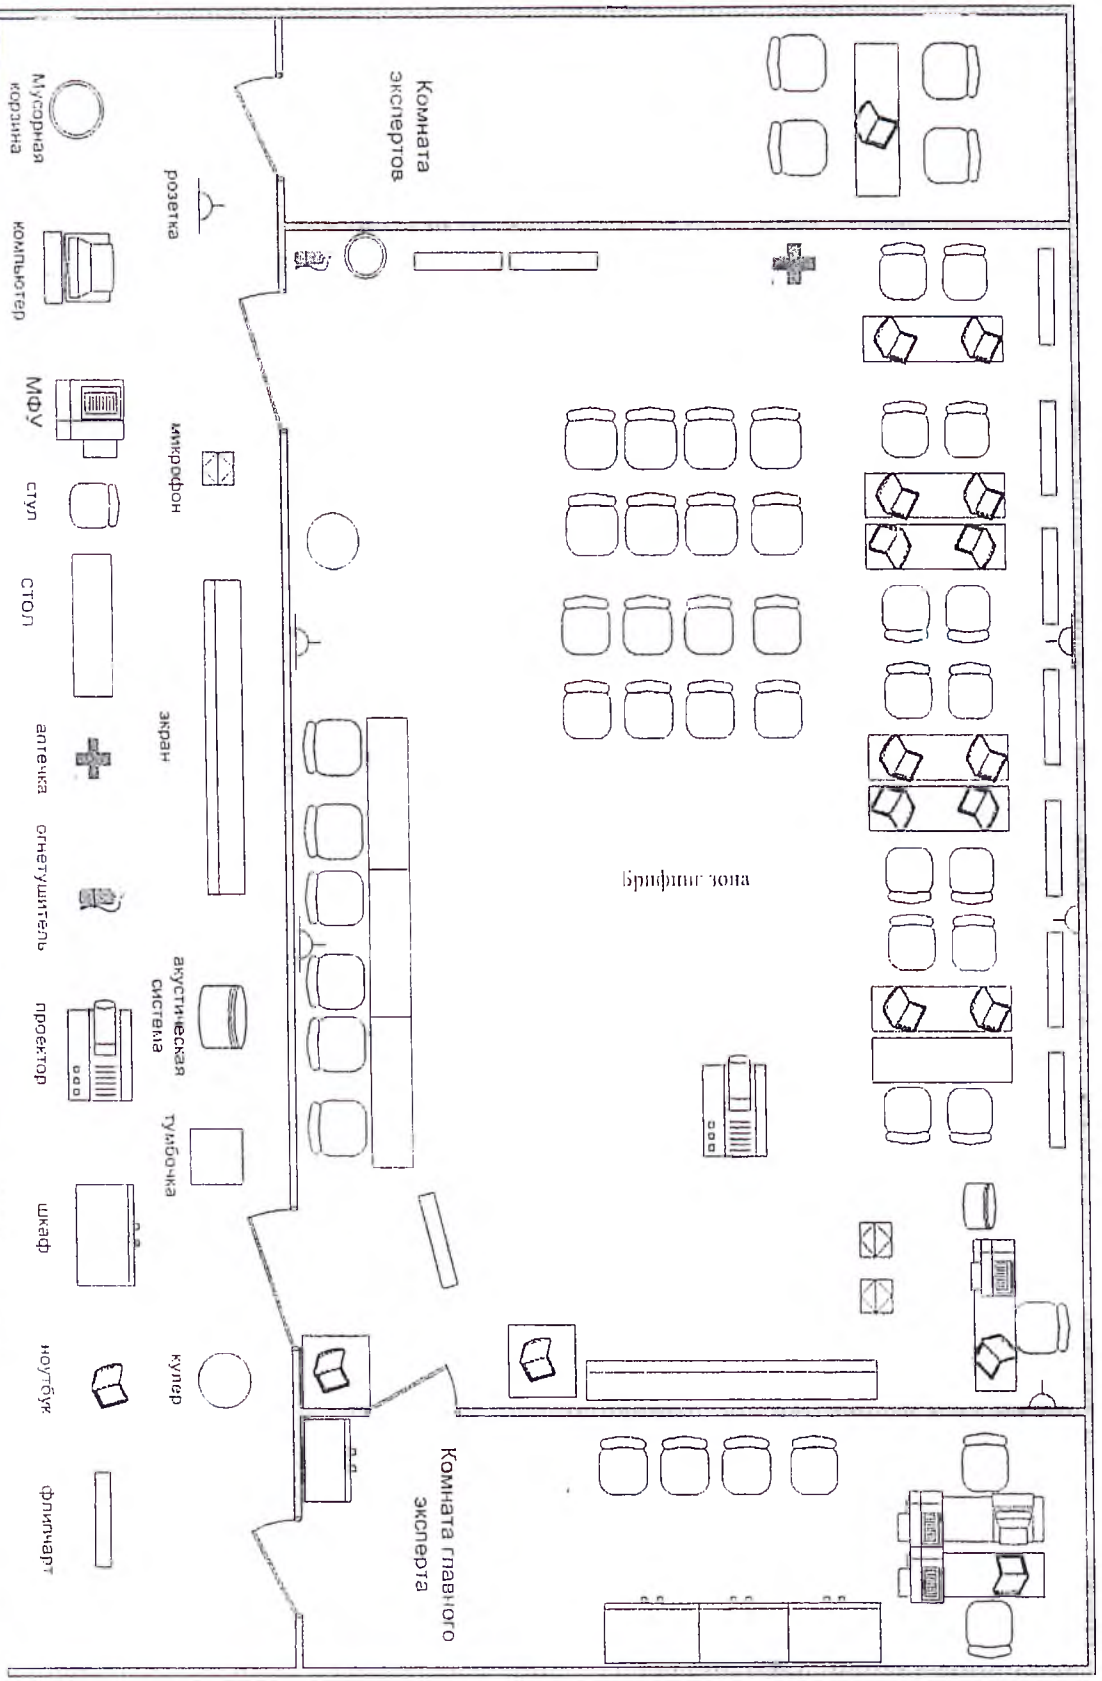 Комната
экспертов
Брифинг зона
Комната главного
эксперта
розетка
микрофон
экран
акустическая
система
тумбочка
кулер
Мусорная
корзина
компьютер
МФУ
стул
стол
аптечка
огнетушитель
проектор
шкаф
ноутбук
флипчарт